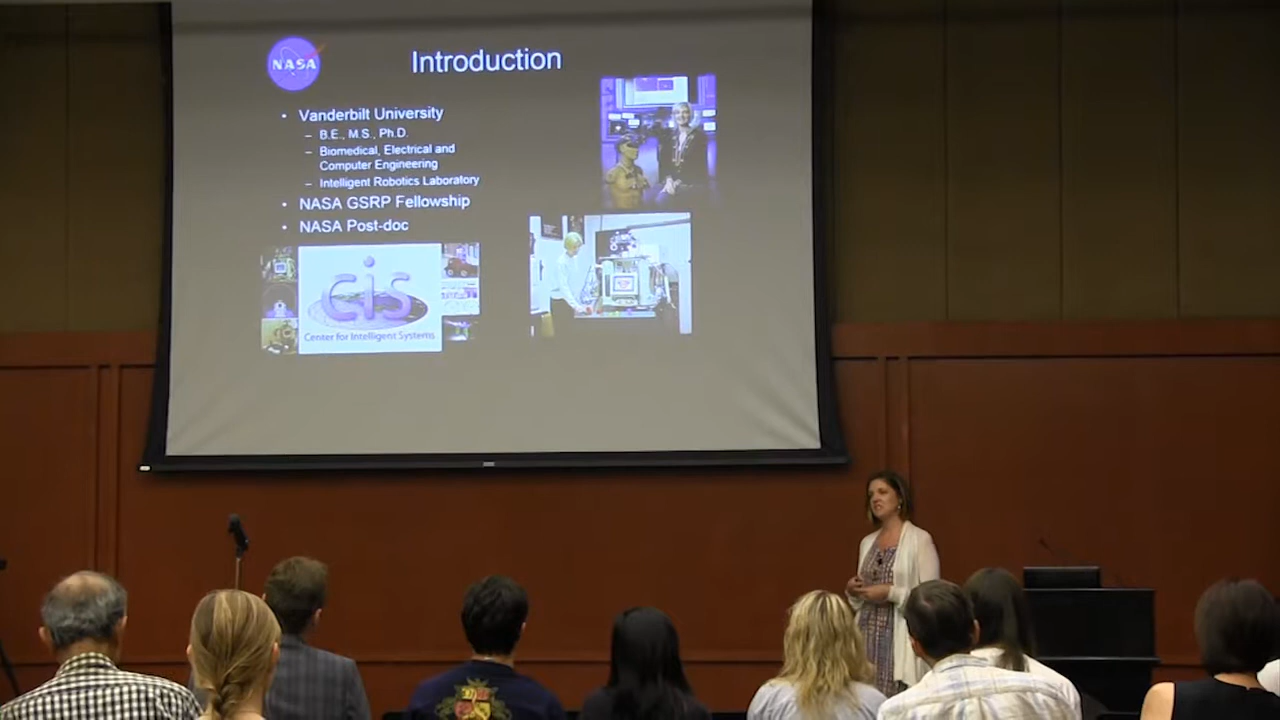 NASA
Introduction
• Vanderbilt University
– B.E., M.S., Ph.D.
– Biomedical, Electrical and
Computer Engineering
– Intelligent Robotics Laboratory
• NASA GSRP Fellowship
• NASA Post-doc
cis
Center for Intelligent Systems